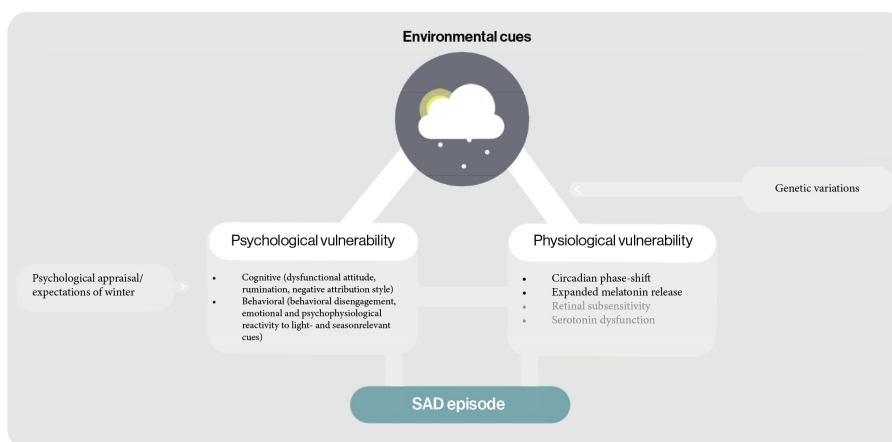 Environmental cues
Genetic variations
Psychological vulnerability
Physiological vulnerability
Psychological appraisal/
expectations of winter
• Cognitive (dysfunctional attitude,
rumination, negative attribution style)
• Behavioral (behavioral disengagement,
emotional and psychophysiological
reactivity to light- and seasonrelevant
cues)
• Circadian phase-shift
• Expanded melatonin release
• Retinal subsensitivity
• Serotonin dysfunction
SAD episode